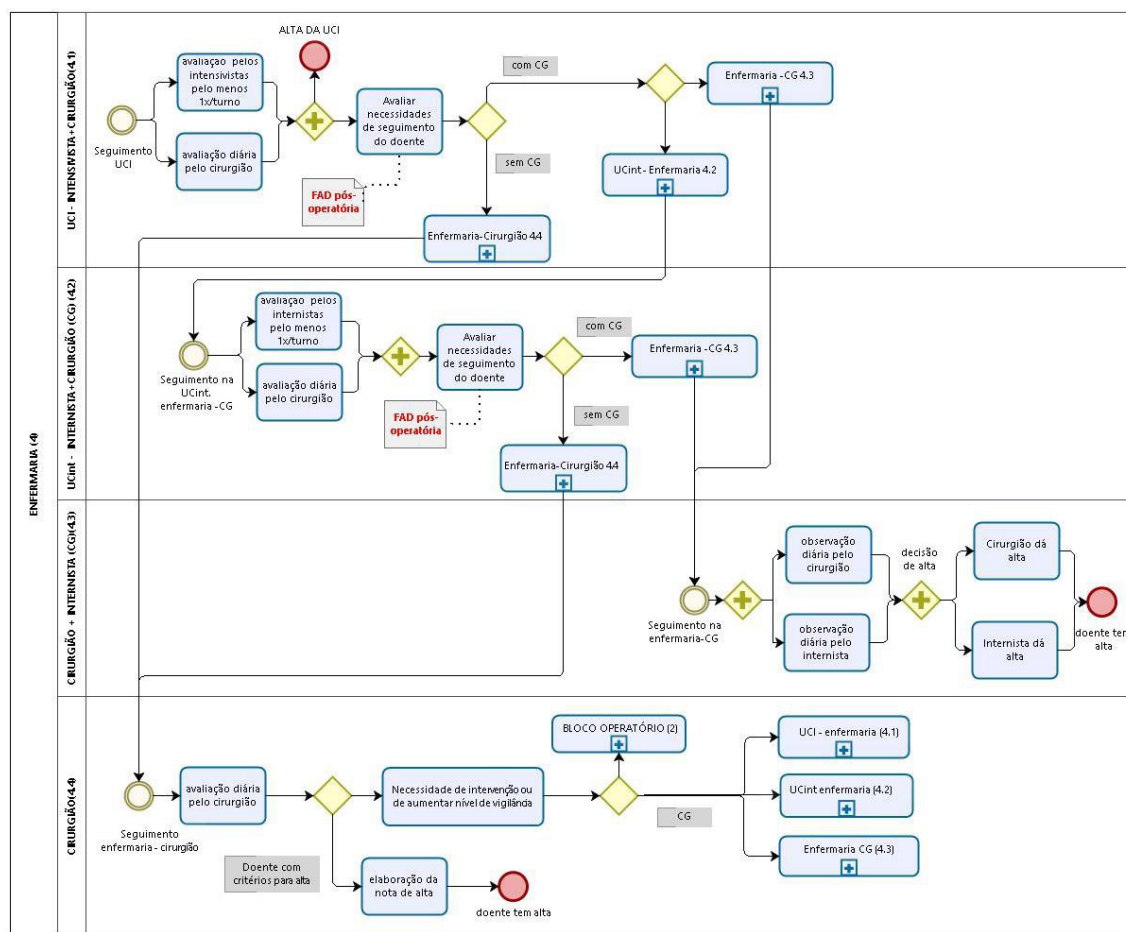 ENFERMARIA (4)
UCI - INTENSIVISTA+CIRURGIÃO(4.1)
ALTA DA UCI
avaliaçao pelos
intensivistas
pelo menos
1x/turno
avaliação diária
pelo cirurgião
Seguimento
UCI
Avaliar
necessidades
de seguimento
do doente
FAD pós-
operatória
com CG
sem CG
Enfermaria -CG 4.3
UCint - Enfermaria 4.2
Enfermaria-Cirurgião 4.4
UCint - INTERNISTA+CIRURGIÃO (CG) (4.2)
avaliaçao pelos
internistas
pelo menos
1x/turno
avaliação diária
pelo cirurgião
Seguimento na
UCint.
enfermaria -CG
Avaliar
necessidades
de seguimento
do doente
FAD pós-
operatória
com CG
sem CG
Enfermaria -CG 4.3
Enfermaria-Cirurgião 4.4
CIRURGIÃO + INTERNISTA (CG)(4.3)
Seguimento na
enfermaria-CG
observação
diária pelo
cirurgião
observação
diária pelo
internista
decisão
de alta
Cirurgião dá
alta
Internista dá
alta
doente tem
alta
CIRURGIÃO(4.4)
Seguimento
enfermaria - cirurgião
avaliação diária
pelo cirurgião
Necessidade de intervenção ou
de aumentar nível de vigilância
BLOCO OPERATÓRIO (2)
CG
UCI - enfermaria (4.1)
UCint enfermaria (4.2)
Enfermaria CG (4.3)
Doente com
critérios para alta
elaboração da
nota de alta
doente tem alta